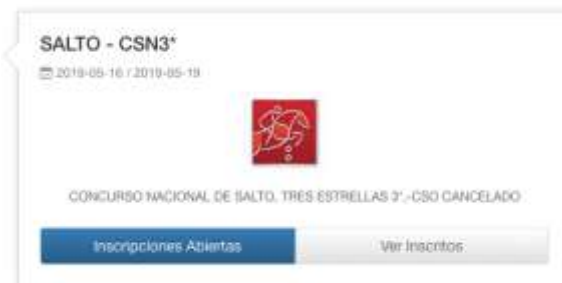 SALTO - CSN3*
2019-05-16 / 2019-05-19
CONCURSO NACIONAL DE SALTO, TRES ESTRELLAS 3*.-CSO CANCELADO
Inscripciones Abiertas
Ver Inscritos